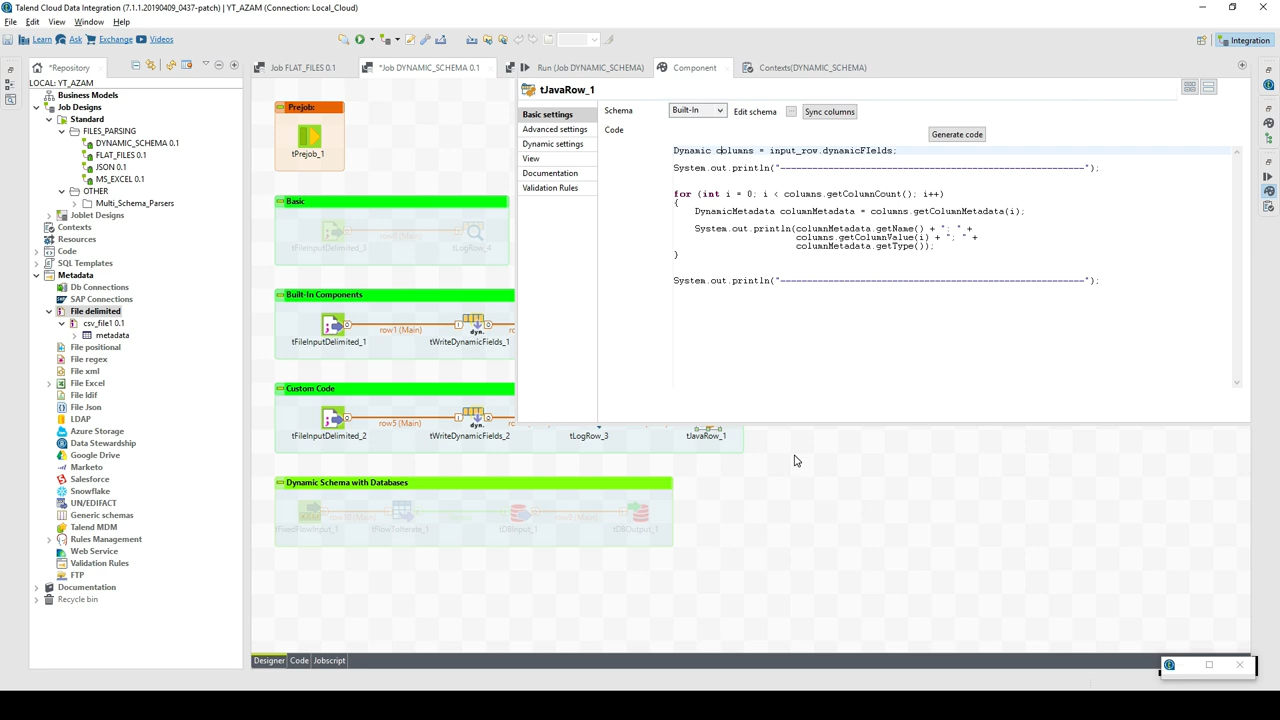 Talend Cloud Data Integration (7.1.1.20190409_0437-patch) | YT_AZAM (Connection: Local_Cloud)
File Edit View Window Help
Learn Ask Exchange Videos
Integration
*Repository
LOCAL: YT_AZAM
Business Models
Job Designs
Standard
FILES_PARSING
DYNAMIC_SCHEMA 0.1
FLAT_FILES 0.1
JSON 0.1
MS_EXCEL 0.1
OTHER
Multi_Schema_Parsers
Joblet Designs
Contexts
Resources
Code
SQL Templates
Metadata
Db Connections
SAP Connections
File delimited
csv_file1 0.1
metadata
File positional
File regex
File xml
File Excel
File ldif
File Json
LDAP
Azure Storage
Data Stewardship
Google Drive
Marketo
Salesforce
Snowflake
UN/EDIFACT
Generic schemas
Talend MDM
Rules Management
Web Service
Validation Rules
FTP
Documentation
Recycle bin
Job FLAT_FILES 0.1
*Job DYNAMIC_SCHEMA 0.1
Run (Job DYNAMIC_SCHEMA)
Component
Contexts(DYNAMIC_SCHEMA)
Prejob:
tPrejob_1
Basic
tFileInputDelimited_3
tLogRow_4
Built-In Components
row1 (Main)
tFileInputDelimited_1
tWriteDynamicFields_1
Custom Code
row5 (Main)
tFileInputDelimited_2
tWriteDynamicFields_2
tLogRow_3
tJavaRow_1
Dynamic Schema with Databases
tFixedFlowInput_1
tFlowToIterate_1
tDBInput_1
tDBOutput_1
tJavaRow_1
Basic settings
Advanced settings
Dynamic settings
View
Documentation
Validation Rules
Schema Built-In Edit schema ... Sync columns
Code
Generate code
Dynamic columns = input_row.dynamicFIelds;
System.out.println("----------------------------------------------------------");
for (int i = 0; i < columns.getColumnCount(); i++)
{
DynamicMetadata columnMetadata = columns.getColumnMetadata(i);
System.out.println(columnMetadata.getName() + "; " +
columns.getColumnValue(i) + "; " +
columnMetadata.getType());
}
System.out.println("----------------------------------------------------------");
Designer Code Jobscript